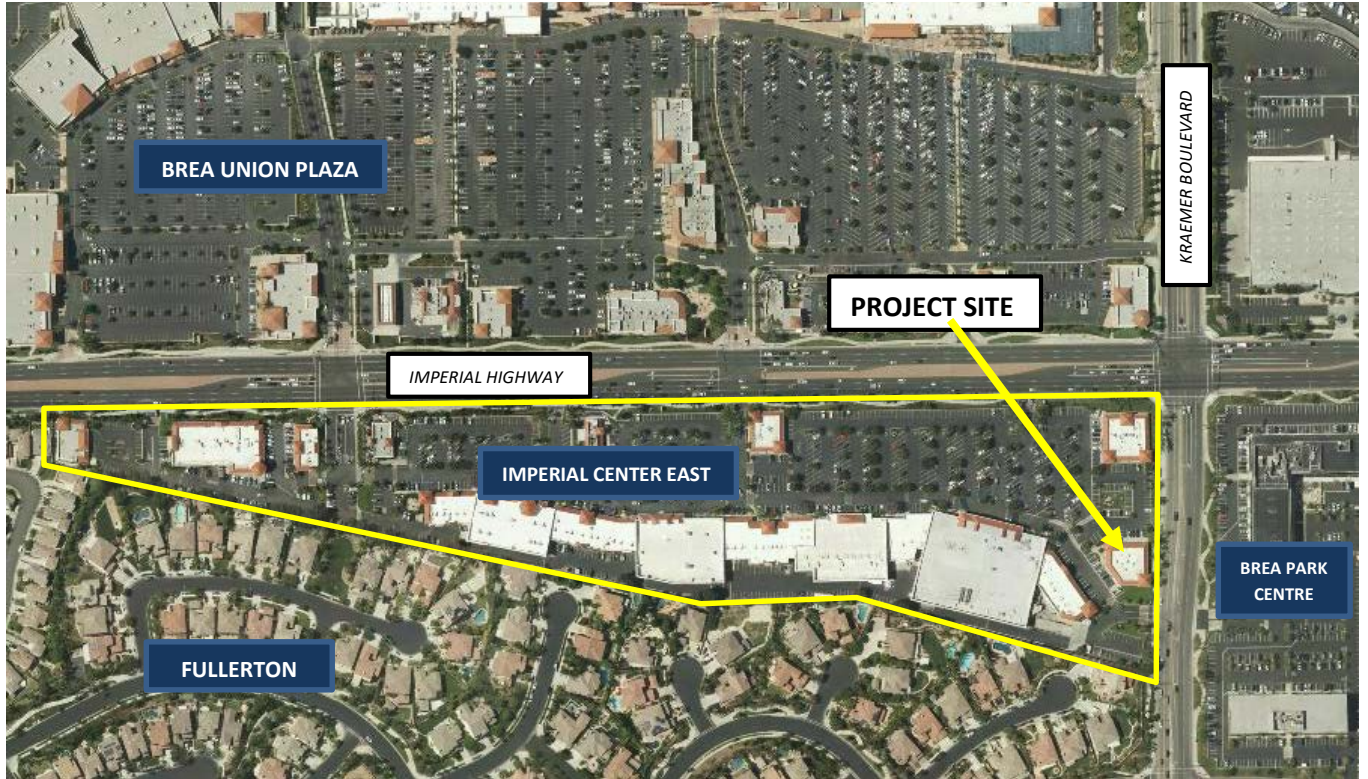 KRAEMER BOULEVARD
BREA UNION PLAZA
PROJECT SITE
IMPERIAL HIGHWAY
IMPERIAL CENTER EAST
BREA PARK
CENTRE
FULLERTON